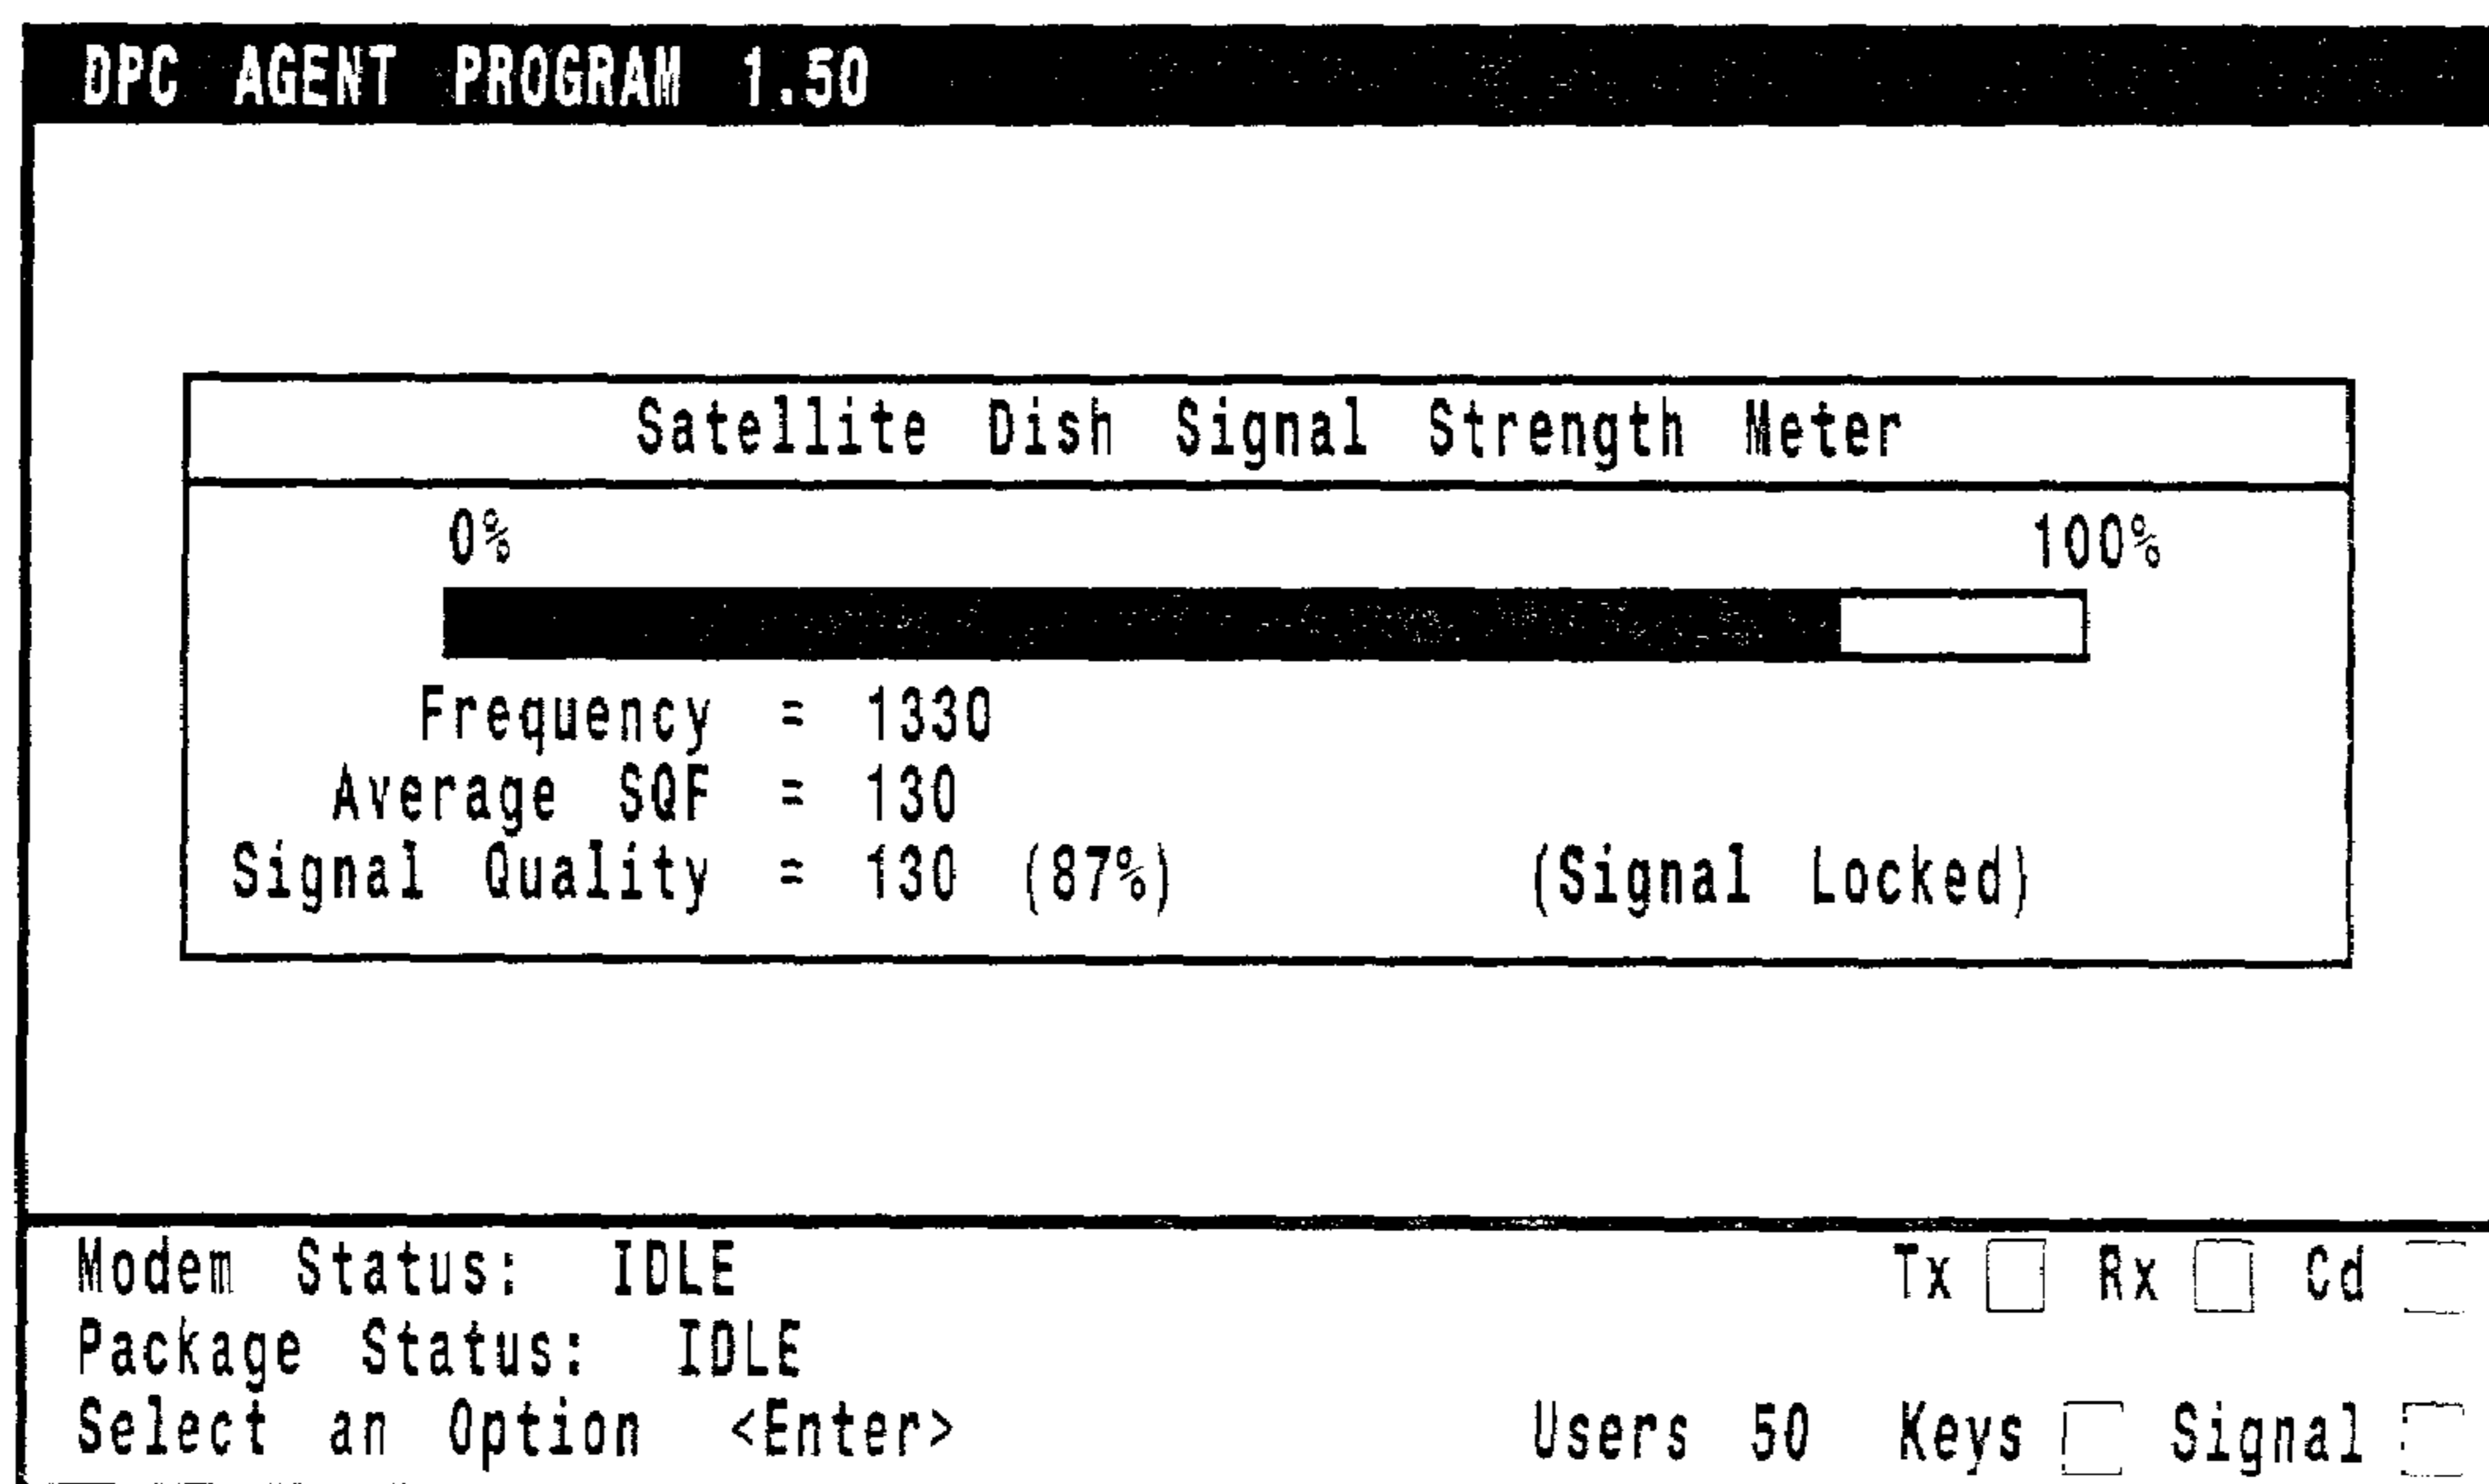 DPC AGENT PROGRAM 1.50
Satellite Dish Signal Strength Meter
0% 100%
Frequency = 1330
Average SQF = 130
Signal Quality = 130 (87%) (Signal Locked)
Modem Status: IDLE Tx Rx Cd
Package Status: IDLE
Select an Option <Enter> Users 50 Keys Signal